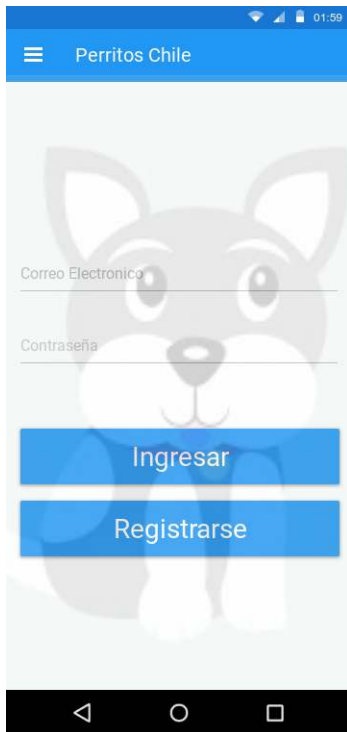 01:59
Perritos Chile
Correo Electronico
Contraseña
Ingresar
Registrarse